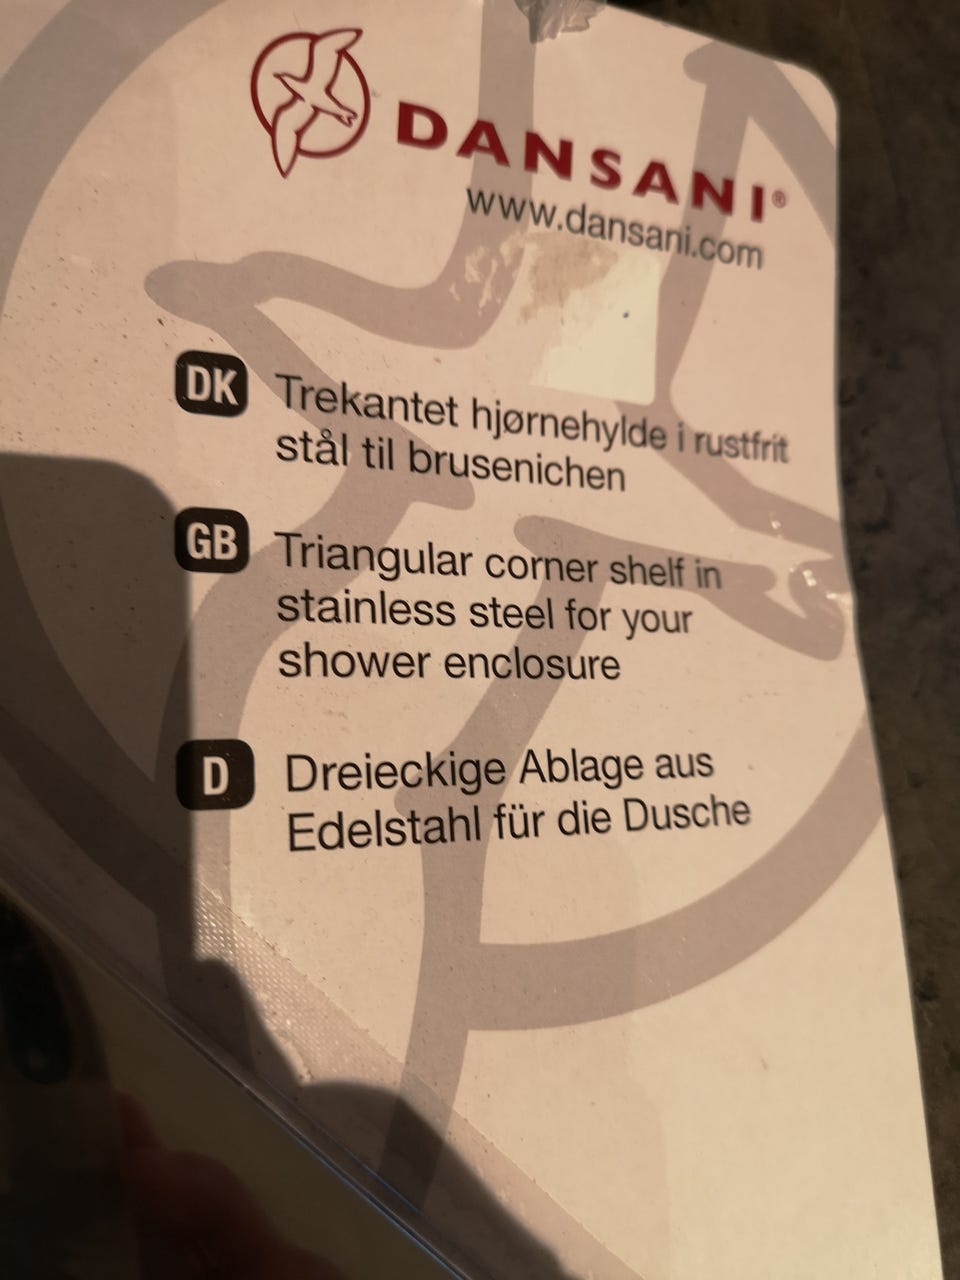 DANSANI®
www.dansani.com
DK Trekantet hjørnehylde i rustfrit
stål til brusenichen
GB Triangular corner shelf in
stainless steel for your
shower enclosure
D Dreieckige Ablage aus
Edelstahl für die Dusche